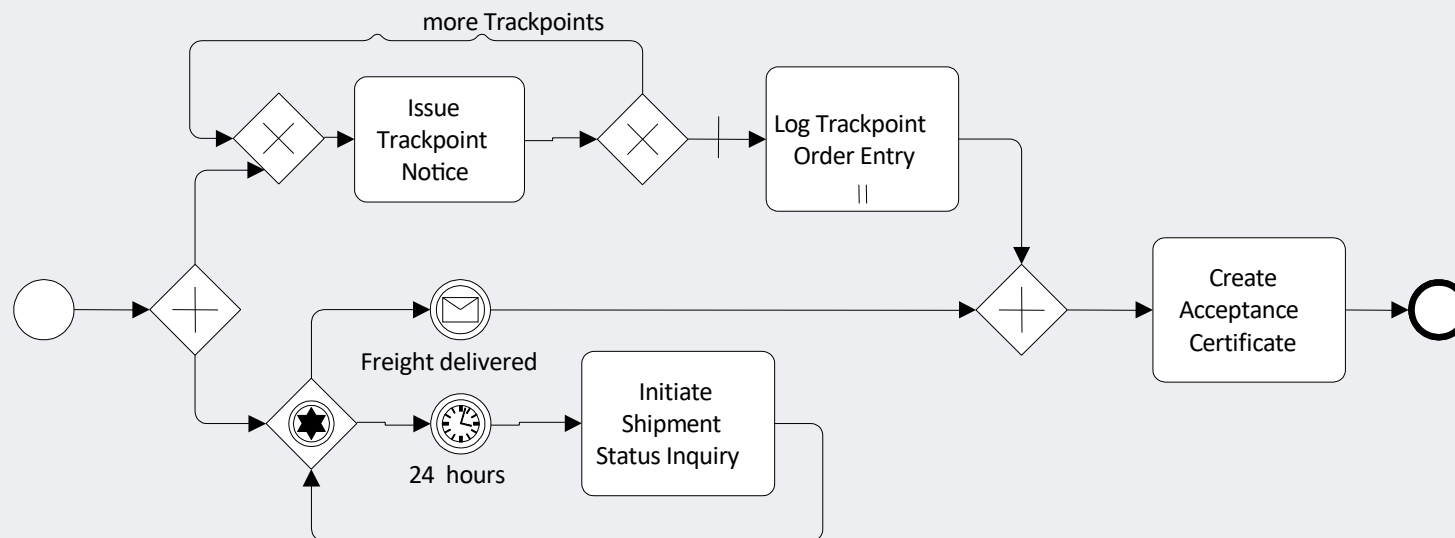 more Trackpoints
Issue
Trackpoint
Notice
Log Trackpoint
Order Entry
Freight delivered
24 hours
Initiate
Shipment
Status Inquiry
Create
Acceptance
Certificate